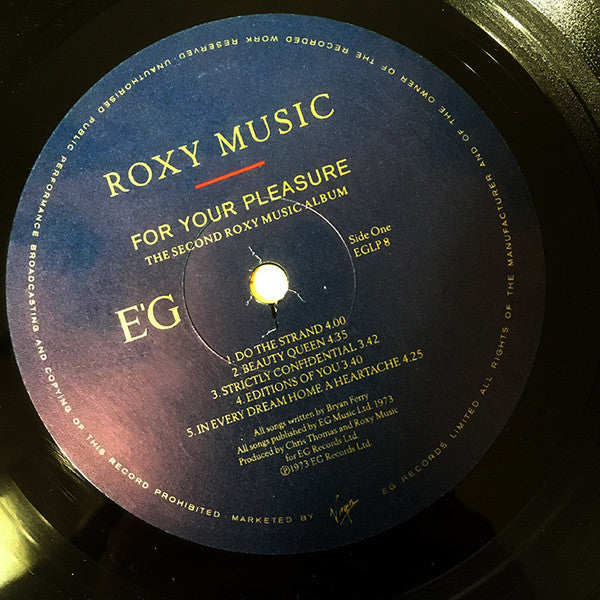 ROXY MUSIC
FOR YOUR PLEASURE
THE SECOND ROXY MUSIC ALBUM
Side One
EGLP 8
E'G
1. DO THE STRAND 4.00
2. BEAUTY QUEEN 4.35
3. STRICTLY CONFIDENTIAL 3.42
4. EDITIONS OF YOU 3.40
5. IN EVERY DREAM HOME A HEARTACHE 4.25
All songs written by Bryan Ferry
All songs published by EG Music Ltd. 1973
Produced by Chris Thomas and Roxy Music
for EG Records Ltd.
℗1973 EG Records Ltd.
EG RECORDS LIMITED ALL RIGHTS OF THE MANUFACTURER AND OF THE OWNER OF THE RECORDED WORK RESERVED. UNAUTHORISED PUBLIC PERFORMANCE BROADCASTING AND COPYING OF THIS RECORD PROHIBITED MARKETED BY Virgin